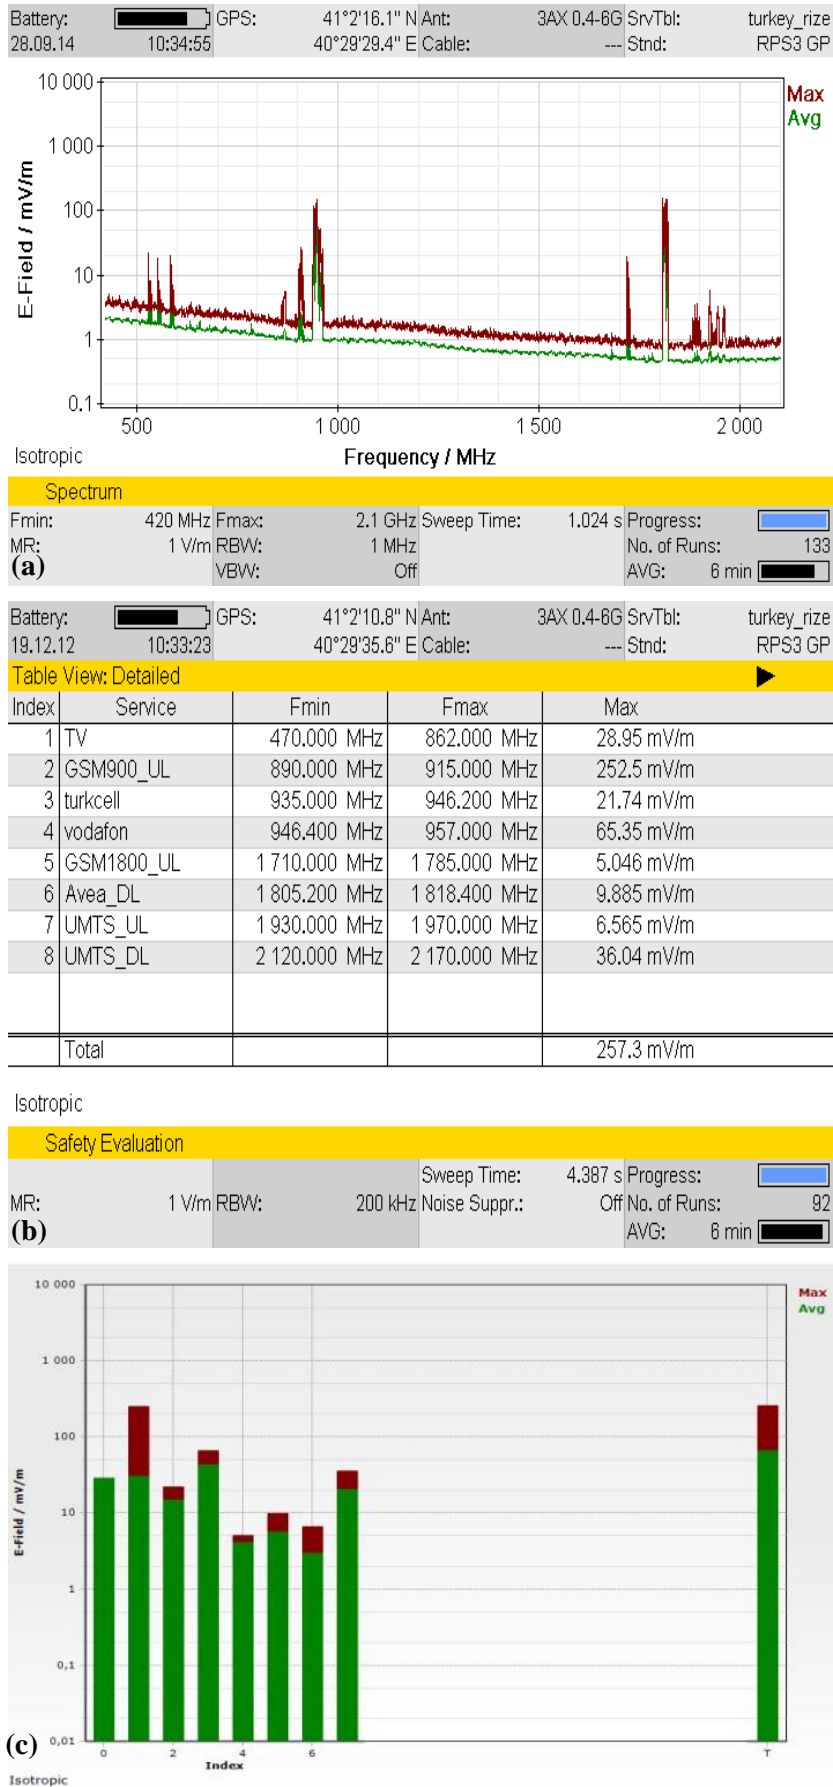 Battery: GPS: 41°2'16.1" N Ant: 3AX 0.4-6G SrvTbl: turkey_rize
28.09.14 10:34:55 40°29'29.4" E Cable: --- Stnd: RPS3 GP
10 000
Max
Avg
1 000
100
10
1
0.1
E-Field / mV/m
500 1 000 1 500 2 000
Isotropic Frequency / MHz
Spectrum
Fmin: 420 MHz Fmax: 2.1 GHz Sweep Time: 1.024 s Progress:
MR: 1 V/m RBW: 1 MHz No. of Runs: 133
(a) VBW: Off AVG: 6 min
Battery: GPS: 41°2'10.8" N Ant: 3AX 0.4-6G SrvTbl: turkey_rize
19.12.12 10:33:23 40°29'35.6" E Cable: --- Stnd: RPS3 GP
Table View: Detailed
Index Service Fmin Fmax Max
1 TV 470.000 MHz 862.000 MHz 28.95 mV/m
2 GSM900_UL 890.000 MHz 915.000 MHz 252.5 mV/m
3 turkcell 935.000 MHz 946.200 MHz 21.74 mV/m
4 vodafon 946.400 MHz 957.000 MHz 65.35 mV/m
5 GSM1800_UL 1 710.000 MHz 1 785.000 MHz 5.046 mV/m
6 Avea_DL 1 805.200 MHz 1 818.400 MHz 9.885 mV/m
7 UMTS_UL 1 930.000 MHz 1 970.000 MHz 6.565 mV/m
8 UMTS_DL 2 120.000 MHz 2 170.000 MHz 36.04 mV/m
Total 257.3 mV/m
Isotropic
Safety Evaluation
Sweep Time: 4.387 s Progress:
MR: 1 V/m RBW: 200 kHz Noise Suppr.: Off No. of Runs: 92
(b) AVG: 6 min
10 000
Max
Avg
1 000
100
10
1
0,1
0,01
E-Field / mV/m
(c)
0 2 4 6 T
Index
Isotropic